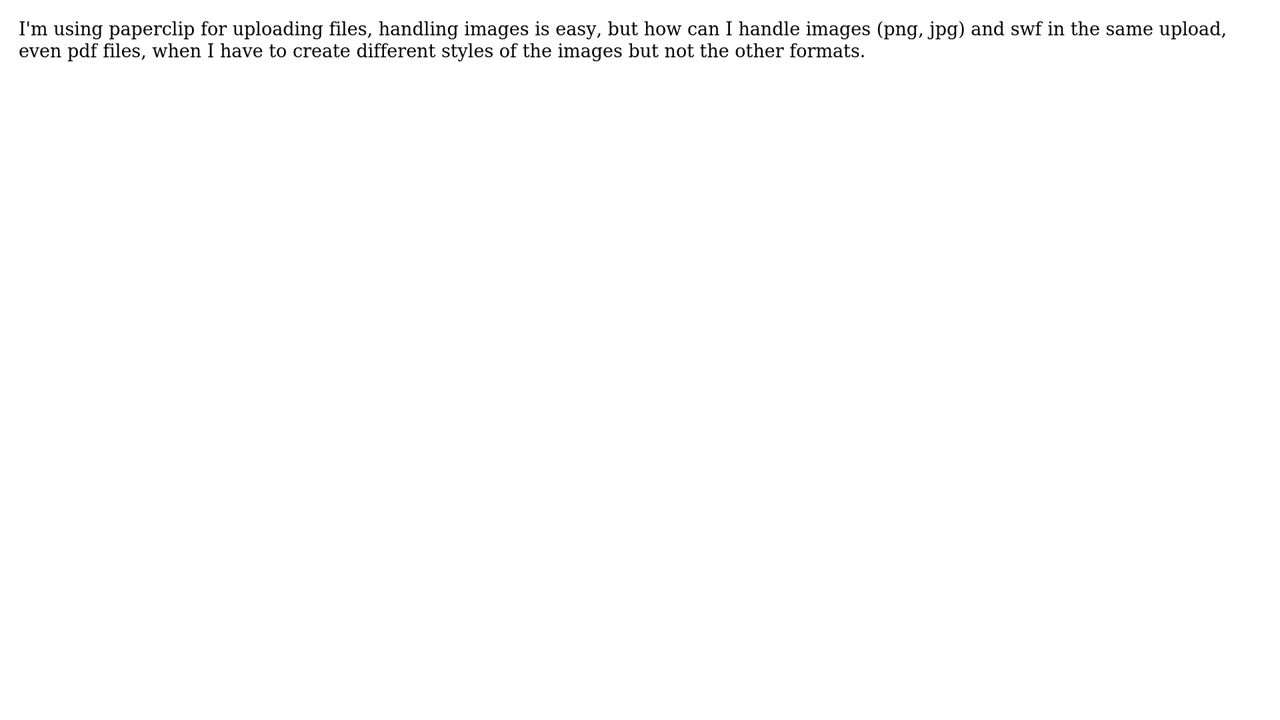 I'm using paperclip for uploading files, handling images is easy, but how can I handle images (png, jpg) and swf in the same upload,
even pdf files, when I have to create different styles of the images but not the other formats.